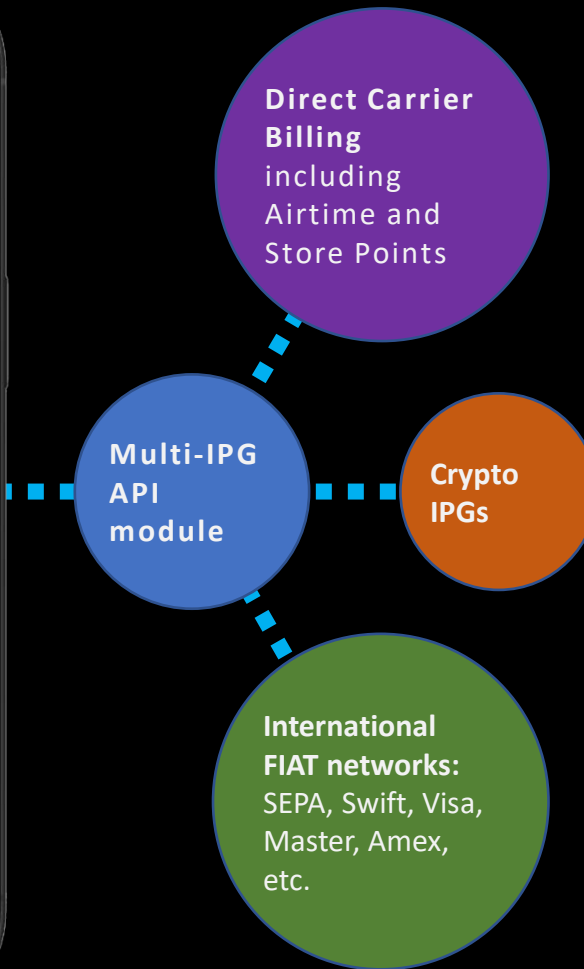 Direct Carrier
Billing
including
Airtime and
Store Points
Multi-IPG
API
module
Crypto
IPGs
International
FIAT networks:
SEPA, Swift, Visa,
Master, Amex,
etc.